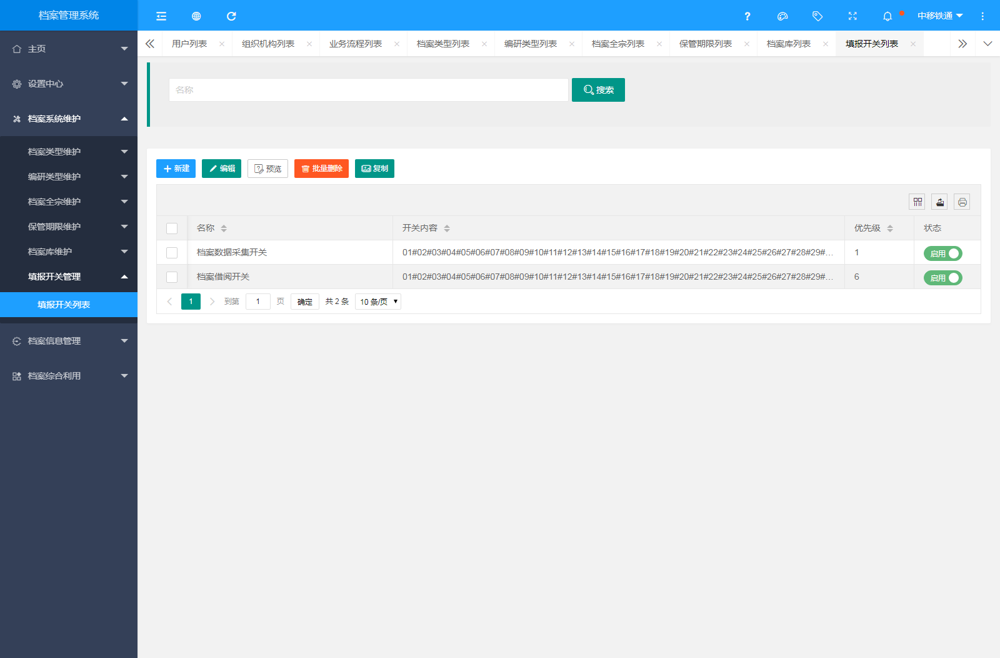 档案管理系统
?
中移铁通
主页
设置中心
档案系统维护
档案类型维护
编研类型维护
档案全宗维护
保管期限维护
档案库维护
填报开关管理
填报开关列表
档案信息管理
档案综合利用
用户列表 × 组织机构列表 × 业务流程列表 × 档案类型列表 × 编研类型列表 × 档案全宗列表 × 保管期限列表 × 档案库列表 × 填报开关列表 ×
名称 搜索
新建 编辑 预览 批量删除 复制
名称 开关内容 优先级 状态
档案数据采集开关 01#02#03#04#05#06#07#08#09#10#11#12#13#14#15#16#17#18#19#20#21#22#23#24#25#26#27#28#29#... 1 启用
档案借阅开关 01#02#03#04#05#06#07#08#09#10#11#12#13#14#15#16#17#18#19#20#21#22#23#24#25#26#27#28#29#... 6 启用
1 到第 1 页 确定 共 2 条 10 条/页